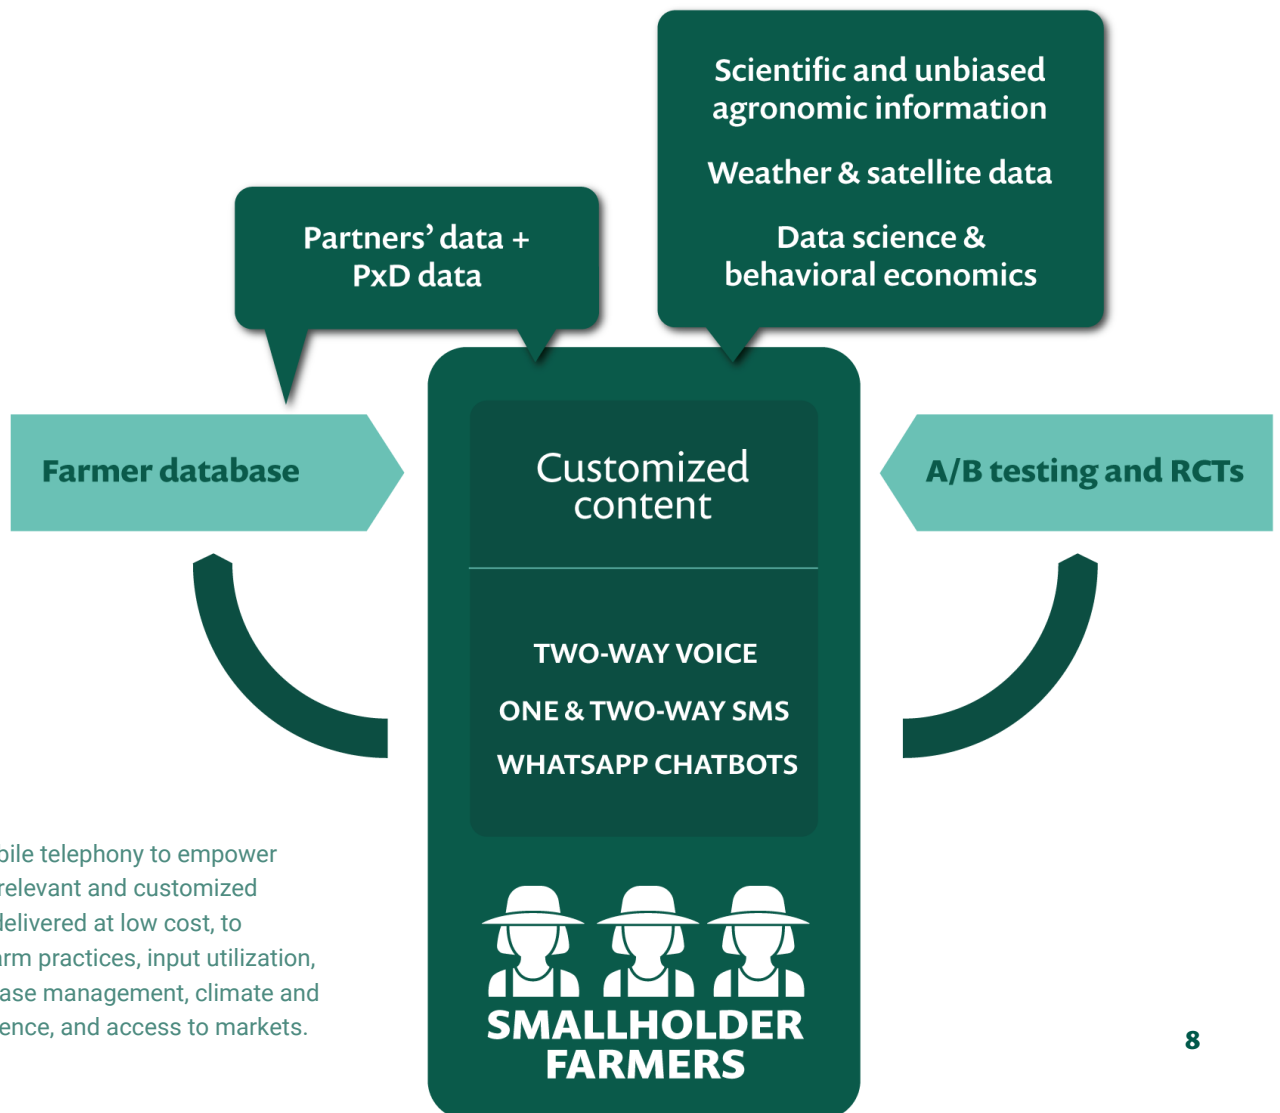 Scientific and unbiased
agronomic information
Weather & satellite data
Data science &
behavioral economics
Partners’ data +
PxD data
Farmer database
Customized
content
A/B testing and RCTs
TWO-WAY VOICE
ONE & TWO-WAY SMS
WHATSAPP CHATBOTS
telephony to empower
relevant and customized
delivered at low cost, to
practices, input utilization,
management, climate and
and access to markets.
SMALLHOLDER
FARMERS
8